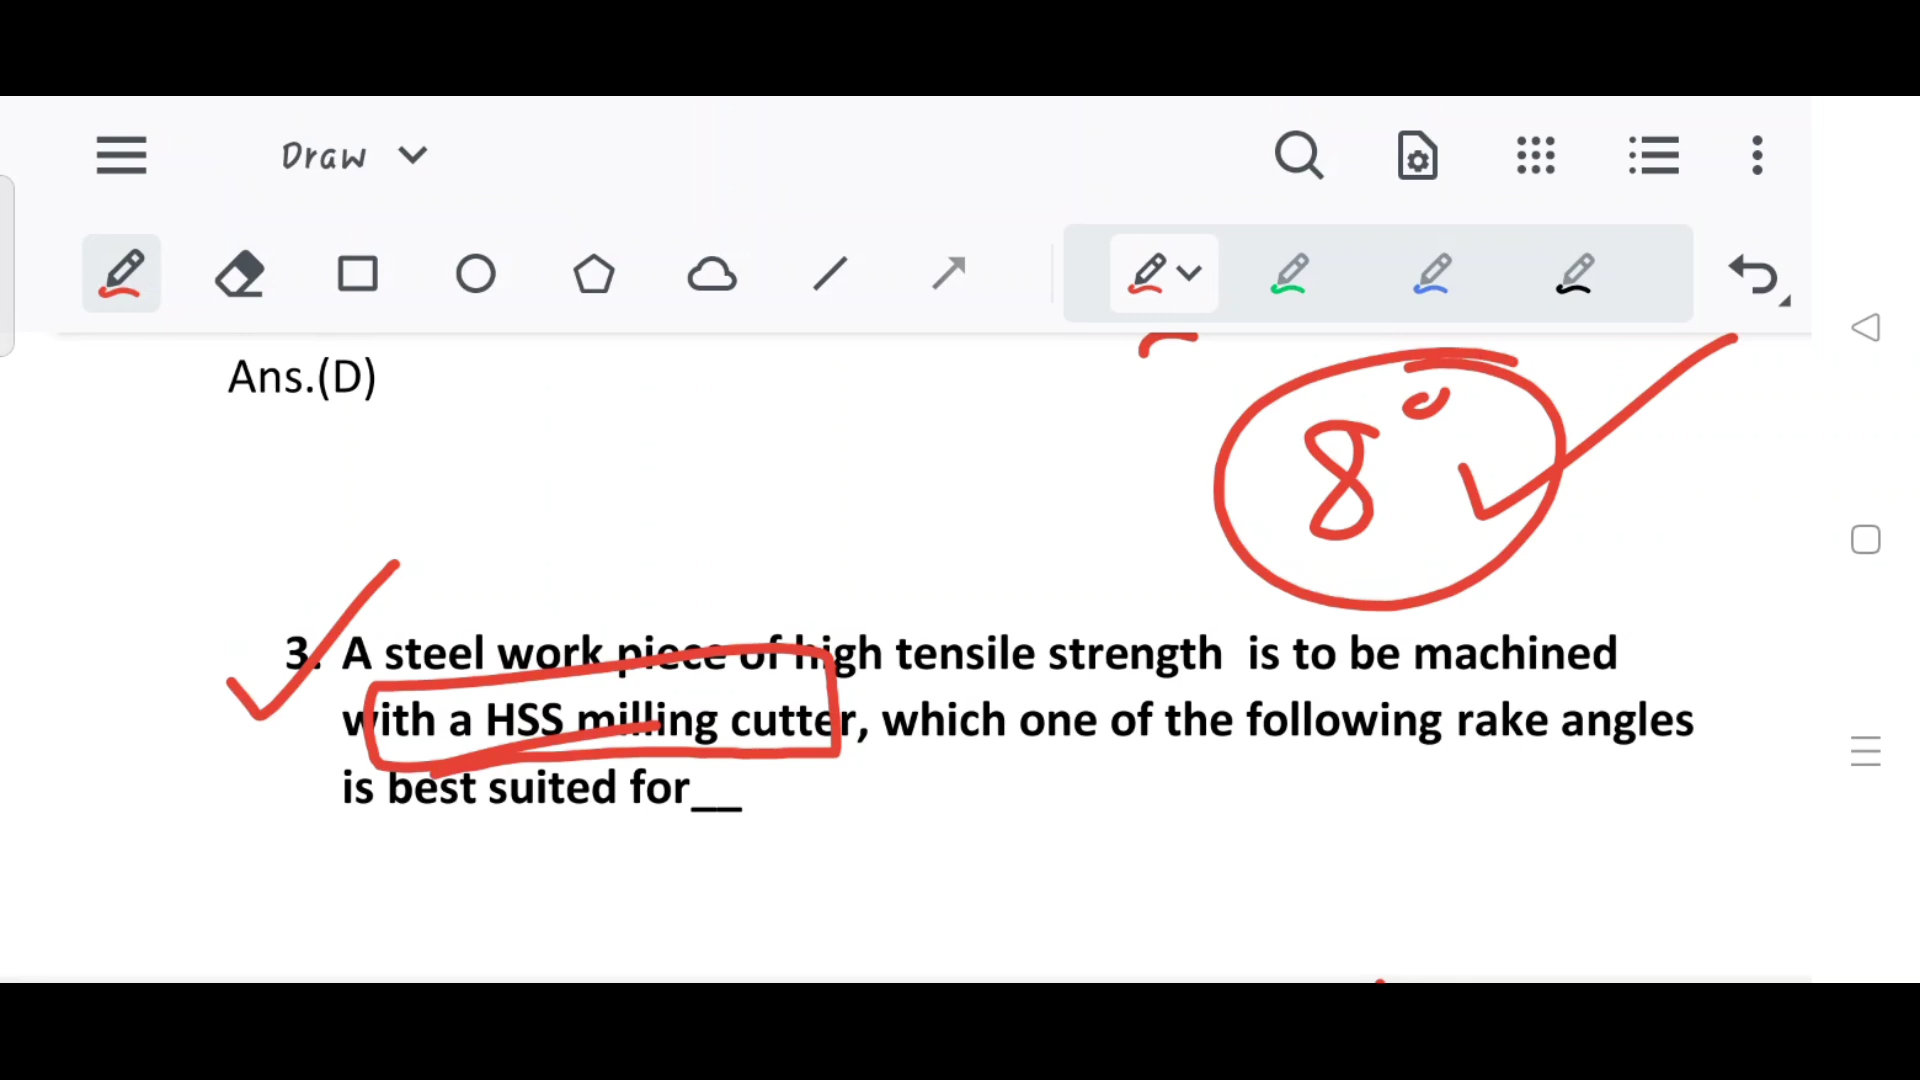 Draw
Ans.(D)
8°
3. A steel work piece of high tensile strength is to be machined
with a HSS milling cutter, which one of the following rake angles
is best suited for__